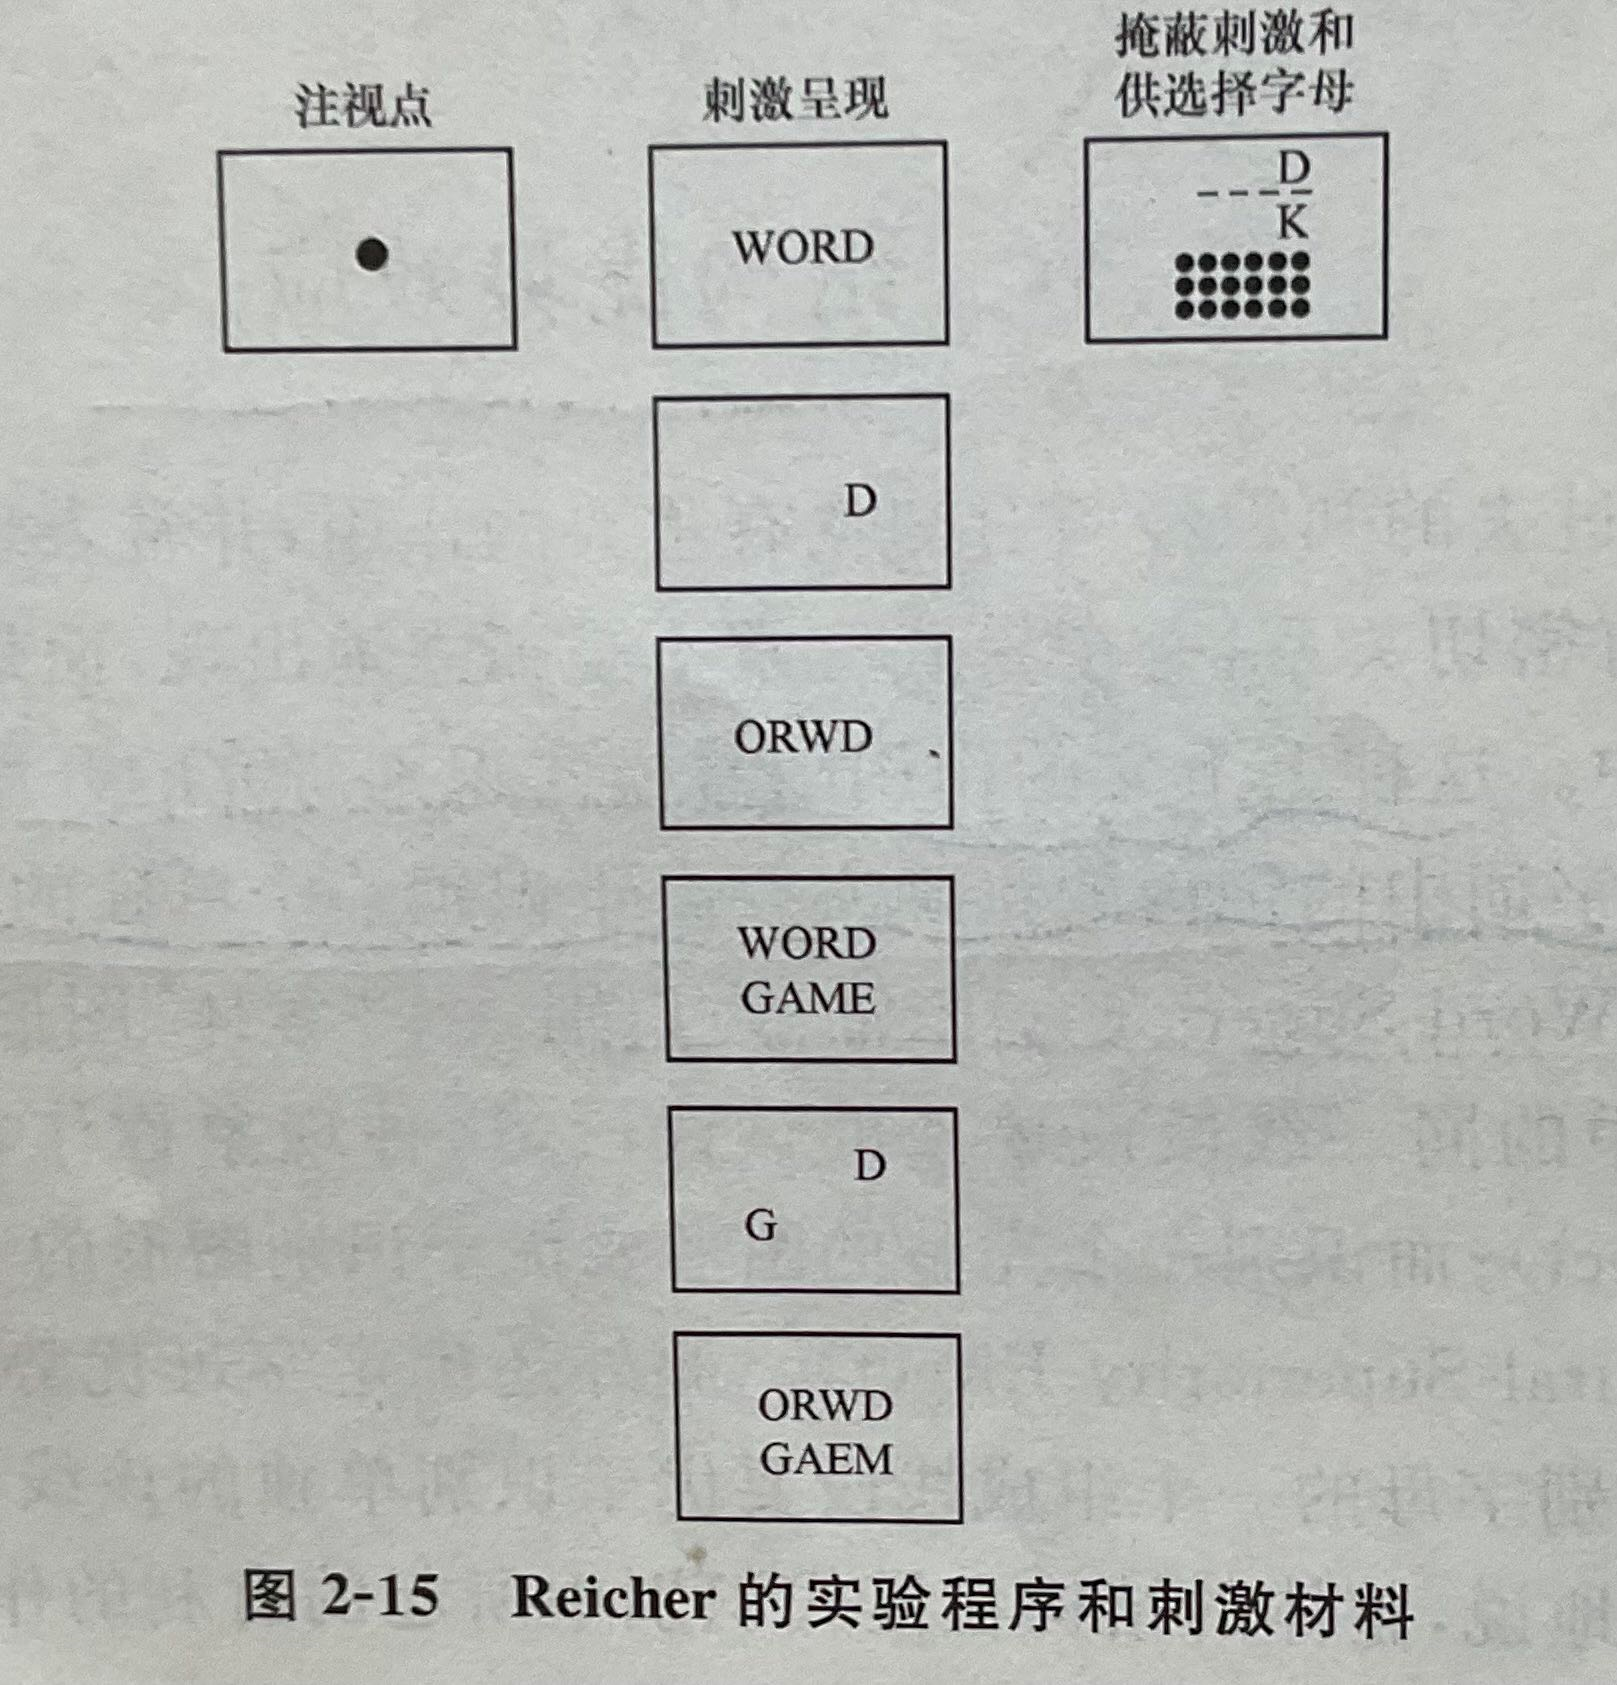 注视点
刺激呈现
掩蔽刺激和
供选择字母
WORD
D
----
K
D
ORWD
WORD
GAME
D
G
ORWD
GAEM
图 2-15 Reicher 的实验程序和刺激材料